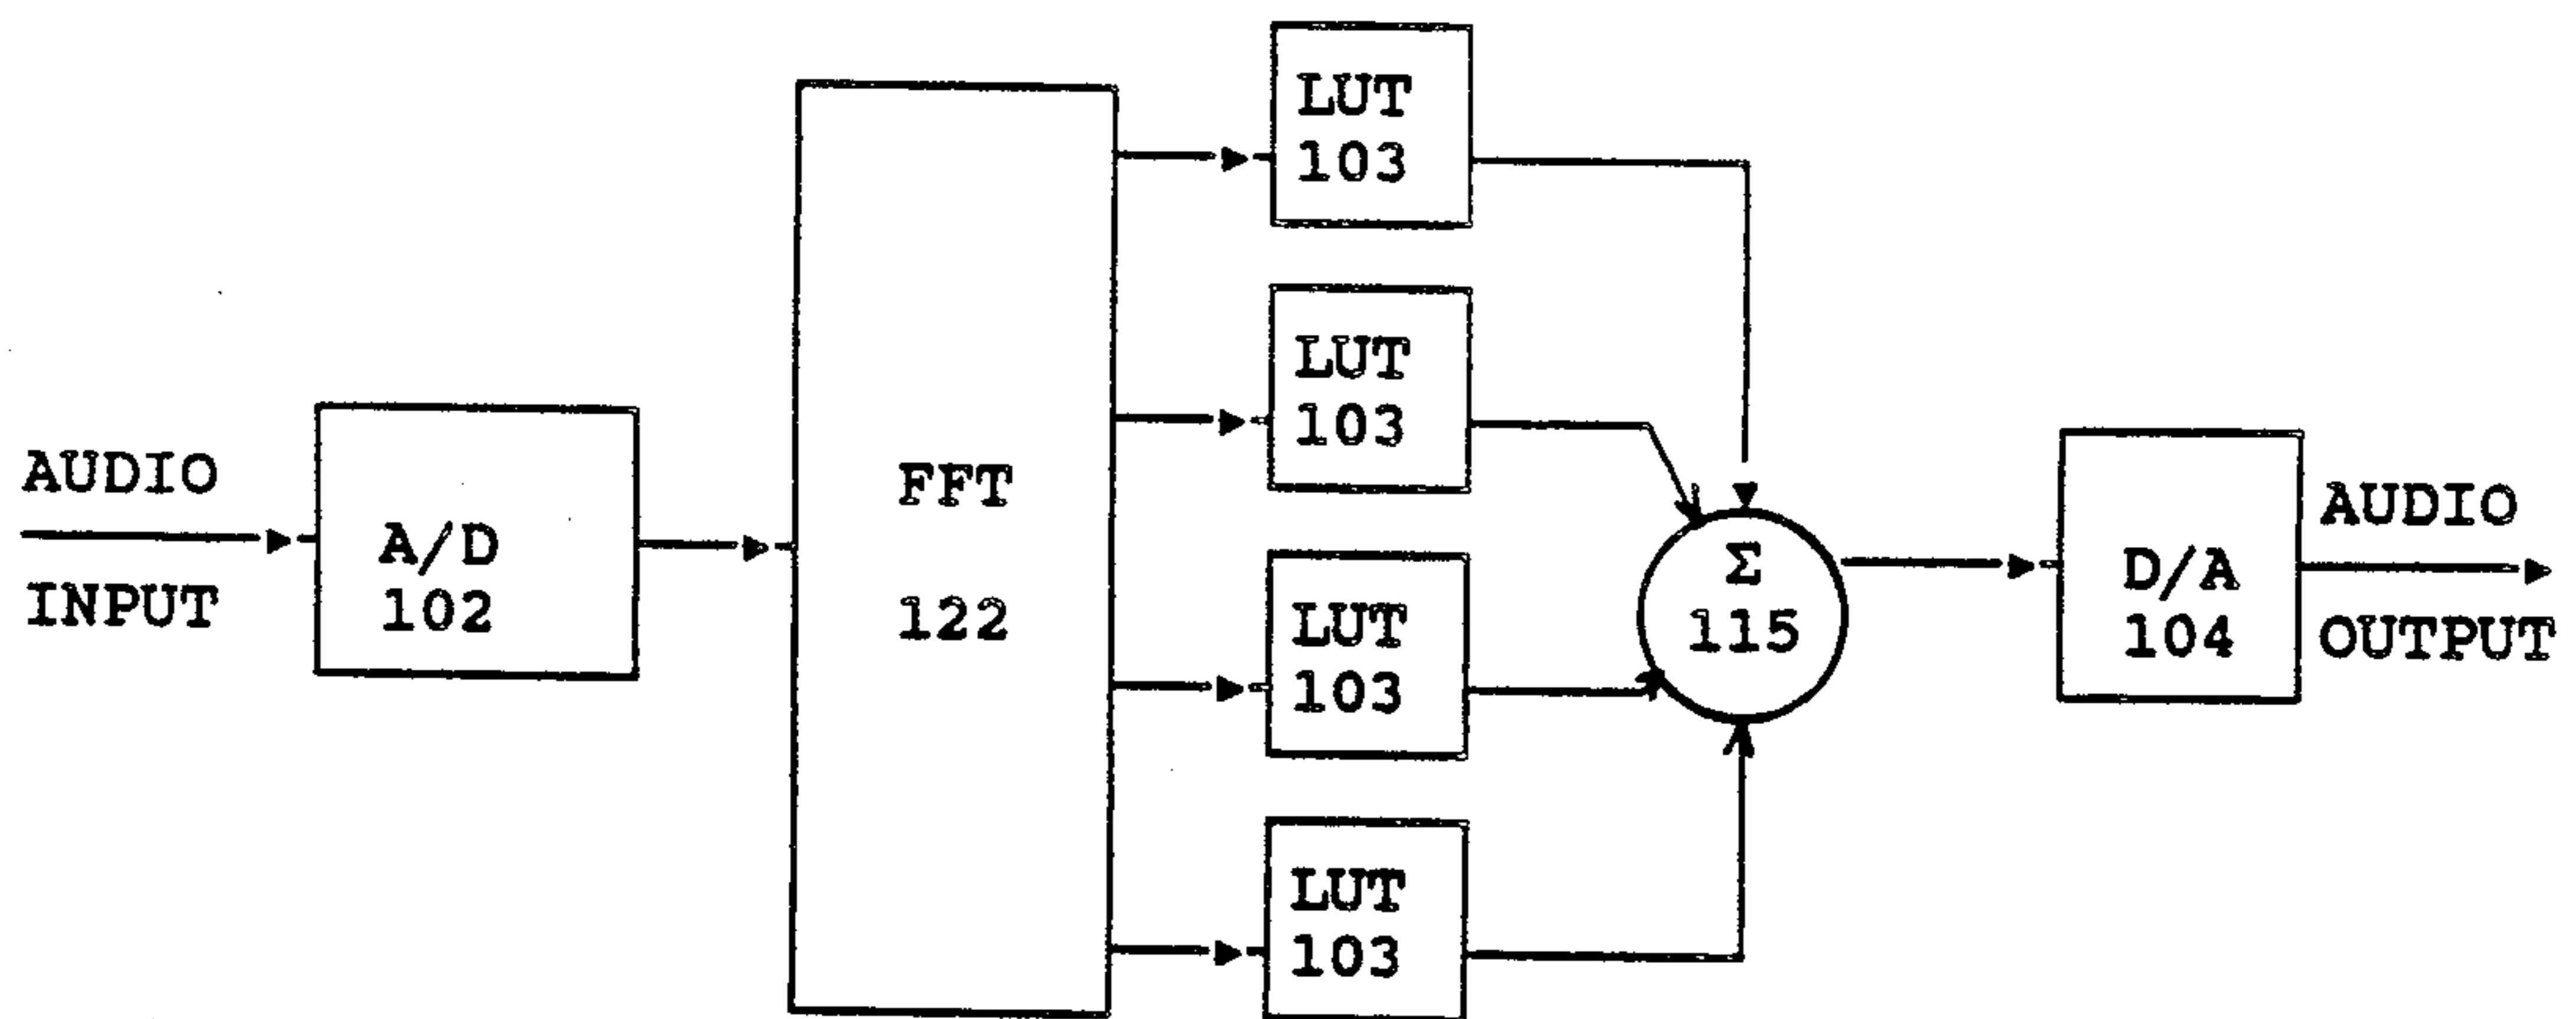 AUDIO
INPUT
A/D
102
FFT
122
LUT
103
LUT
103
LUT
103
LUT
103
Σ
115
D/A
104
AUDIO
OUTPUT